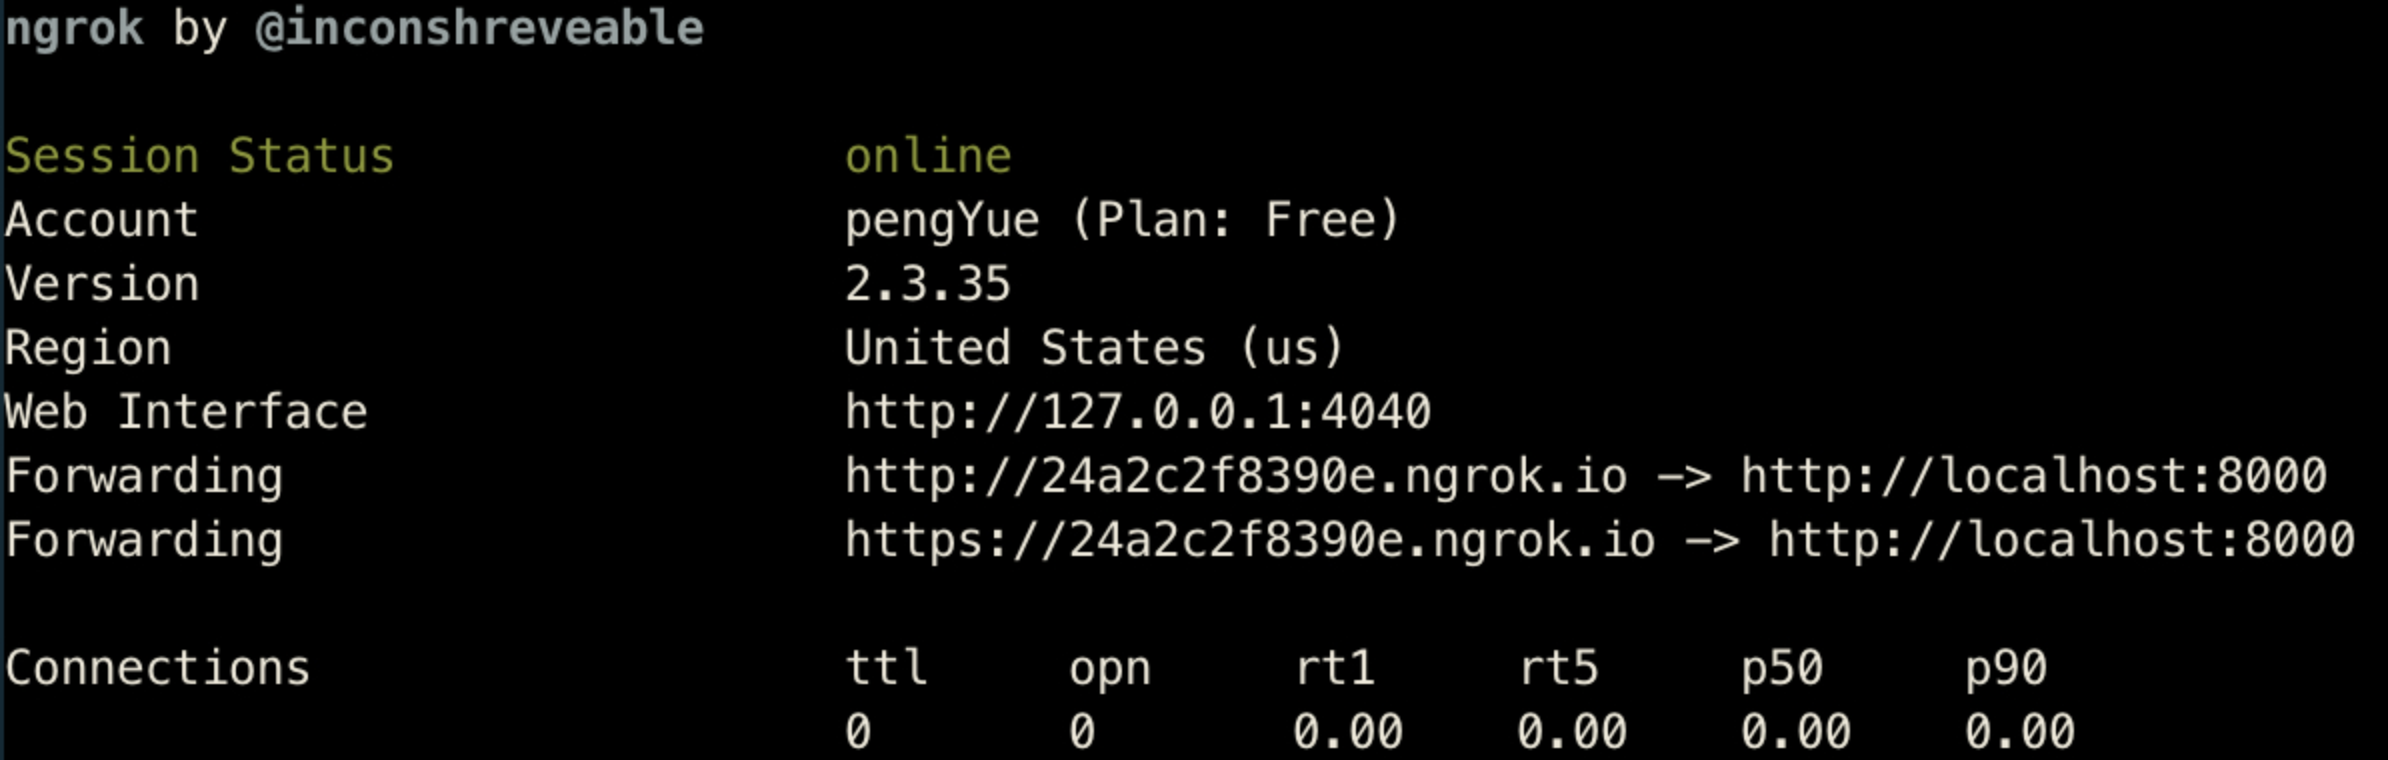 ngrok by @inconshreveable
Session Status online
Account pengYue (Plan: Free)
Version 2.3.35
Region United States (us)
Web Interface http://127.0.0.1:4040
Forwarding http://24a2c2f8390e.ngrok.io -> http://localhost:8000
Forwarding https://24a2c2f8390e.ngrok.io -> http://localhost:8000
Connections ttl opn rt1 rt5 p50 p90
0 0 0.00 0.00 0.00 0.00